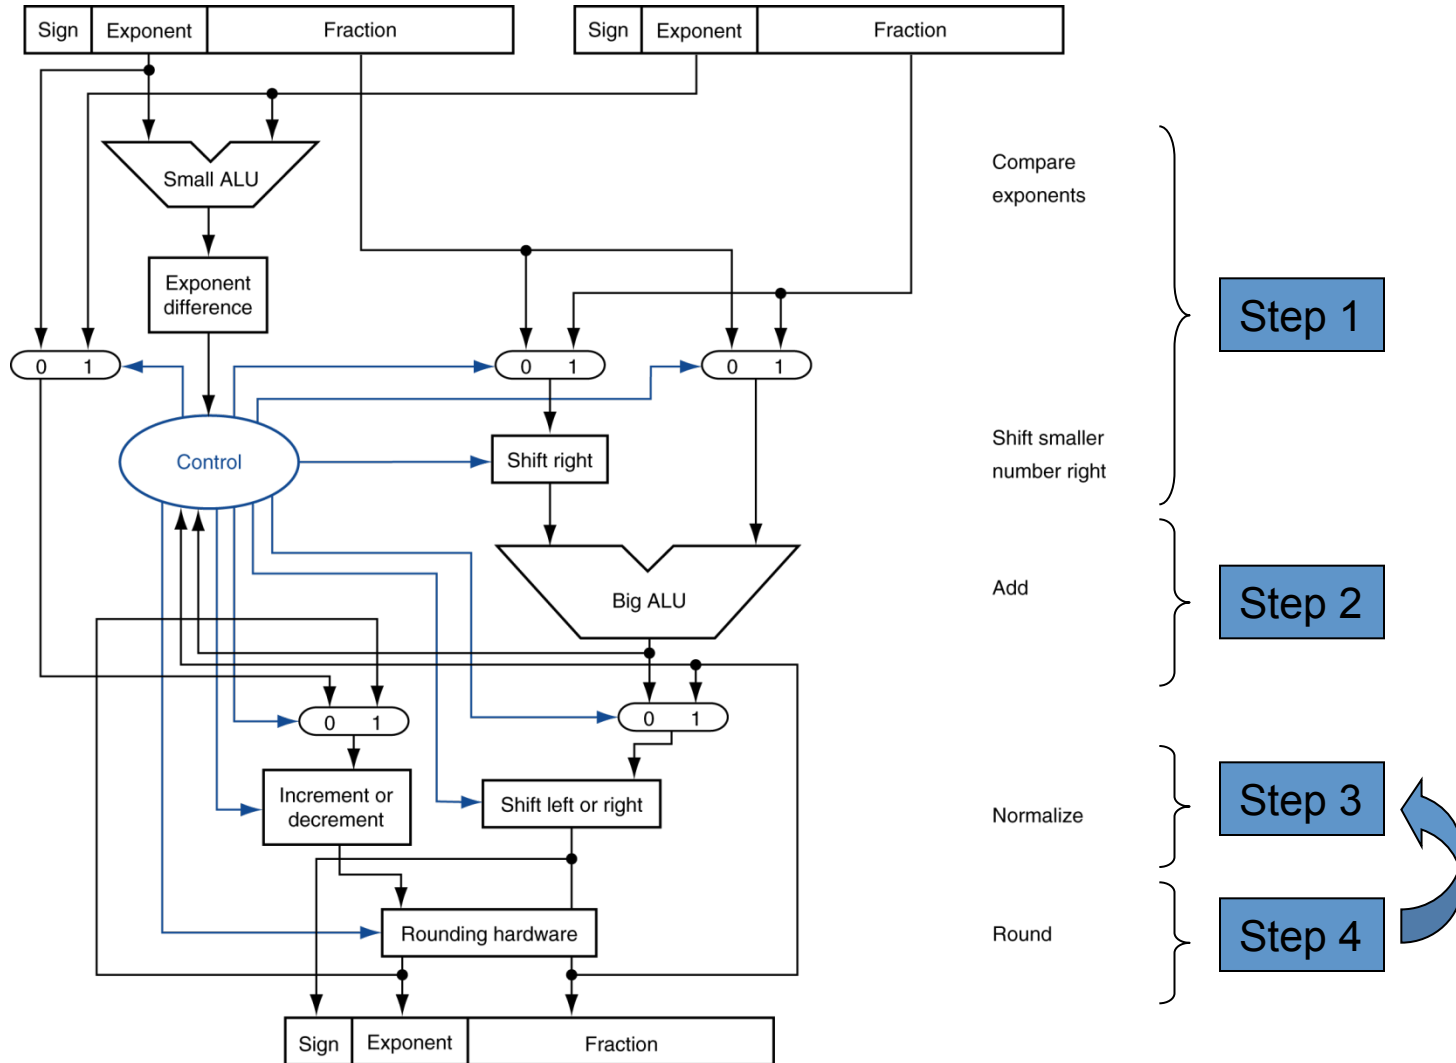 Sign Exponent Fraction Sign Exponent Fraction
Small ALU
Compare
exponents
Exponent
difference
Step 1
0 1 0 1 0 1
Control
Shift right
Shift smaller
number right
Big ALU
Add
Step 2
0 1 0 1
Increment or
decrement
Shift left or right
Normalize
Step 3
Rounding hardware
Round
Step 4
Sign Exponent Fraction